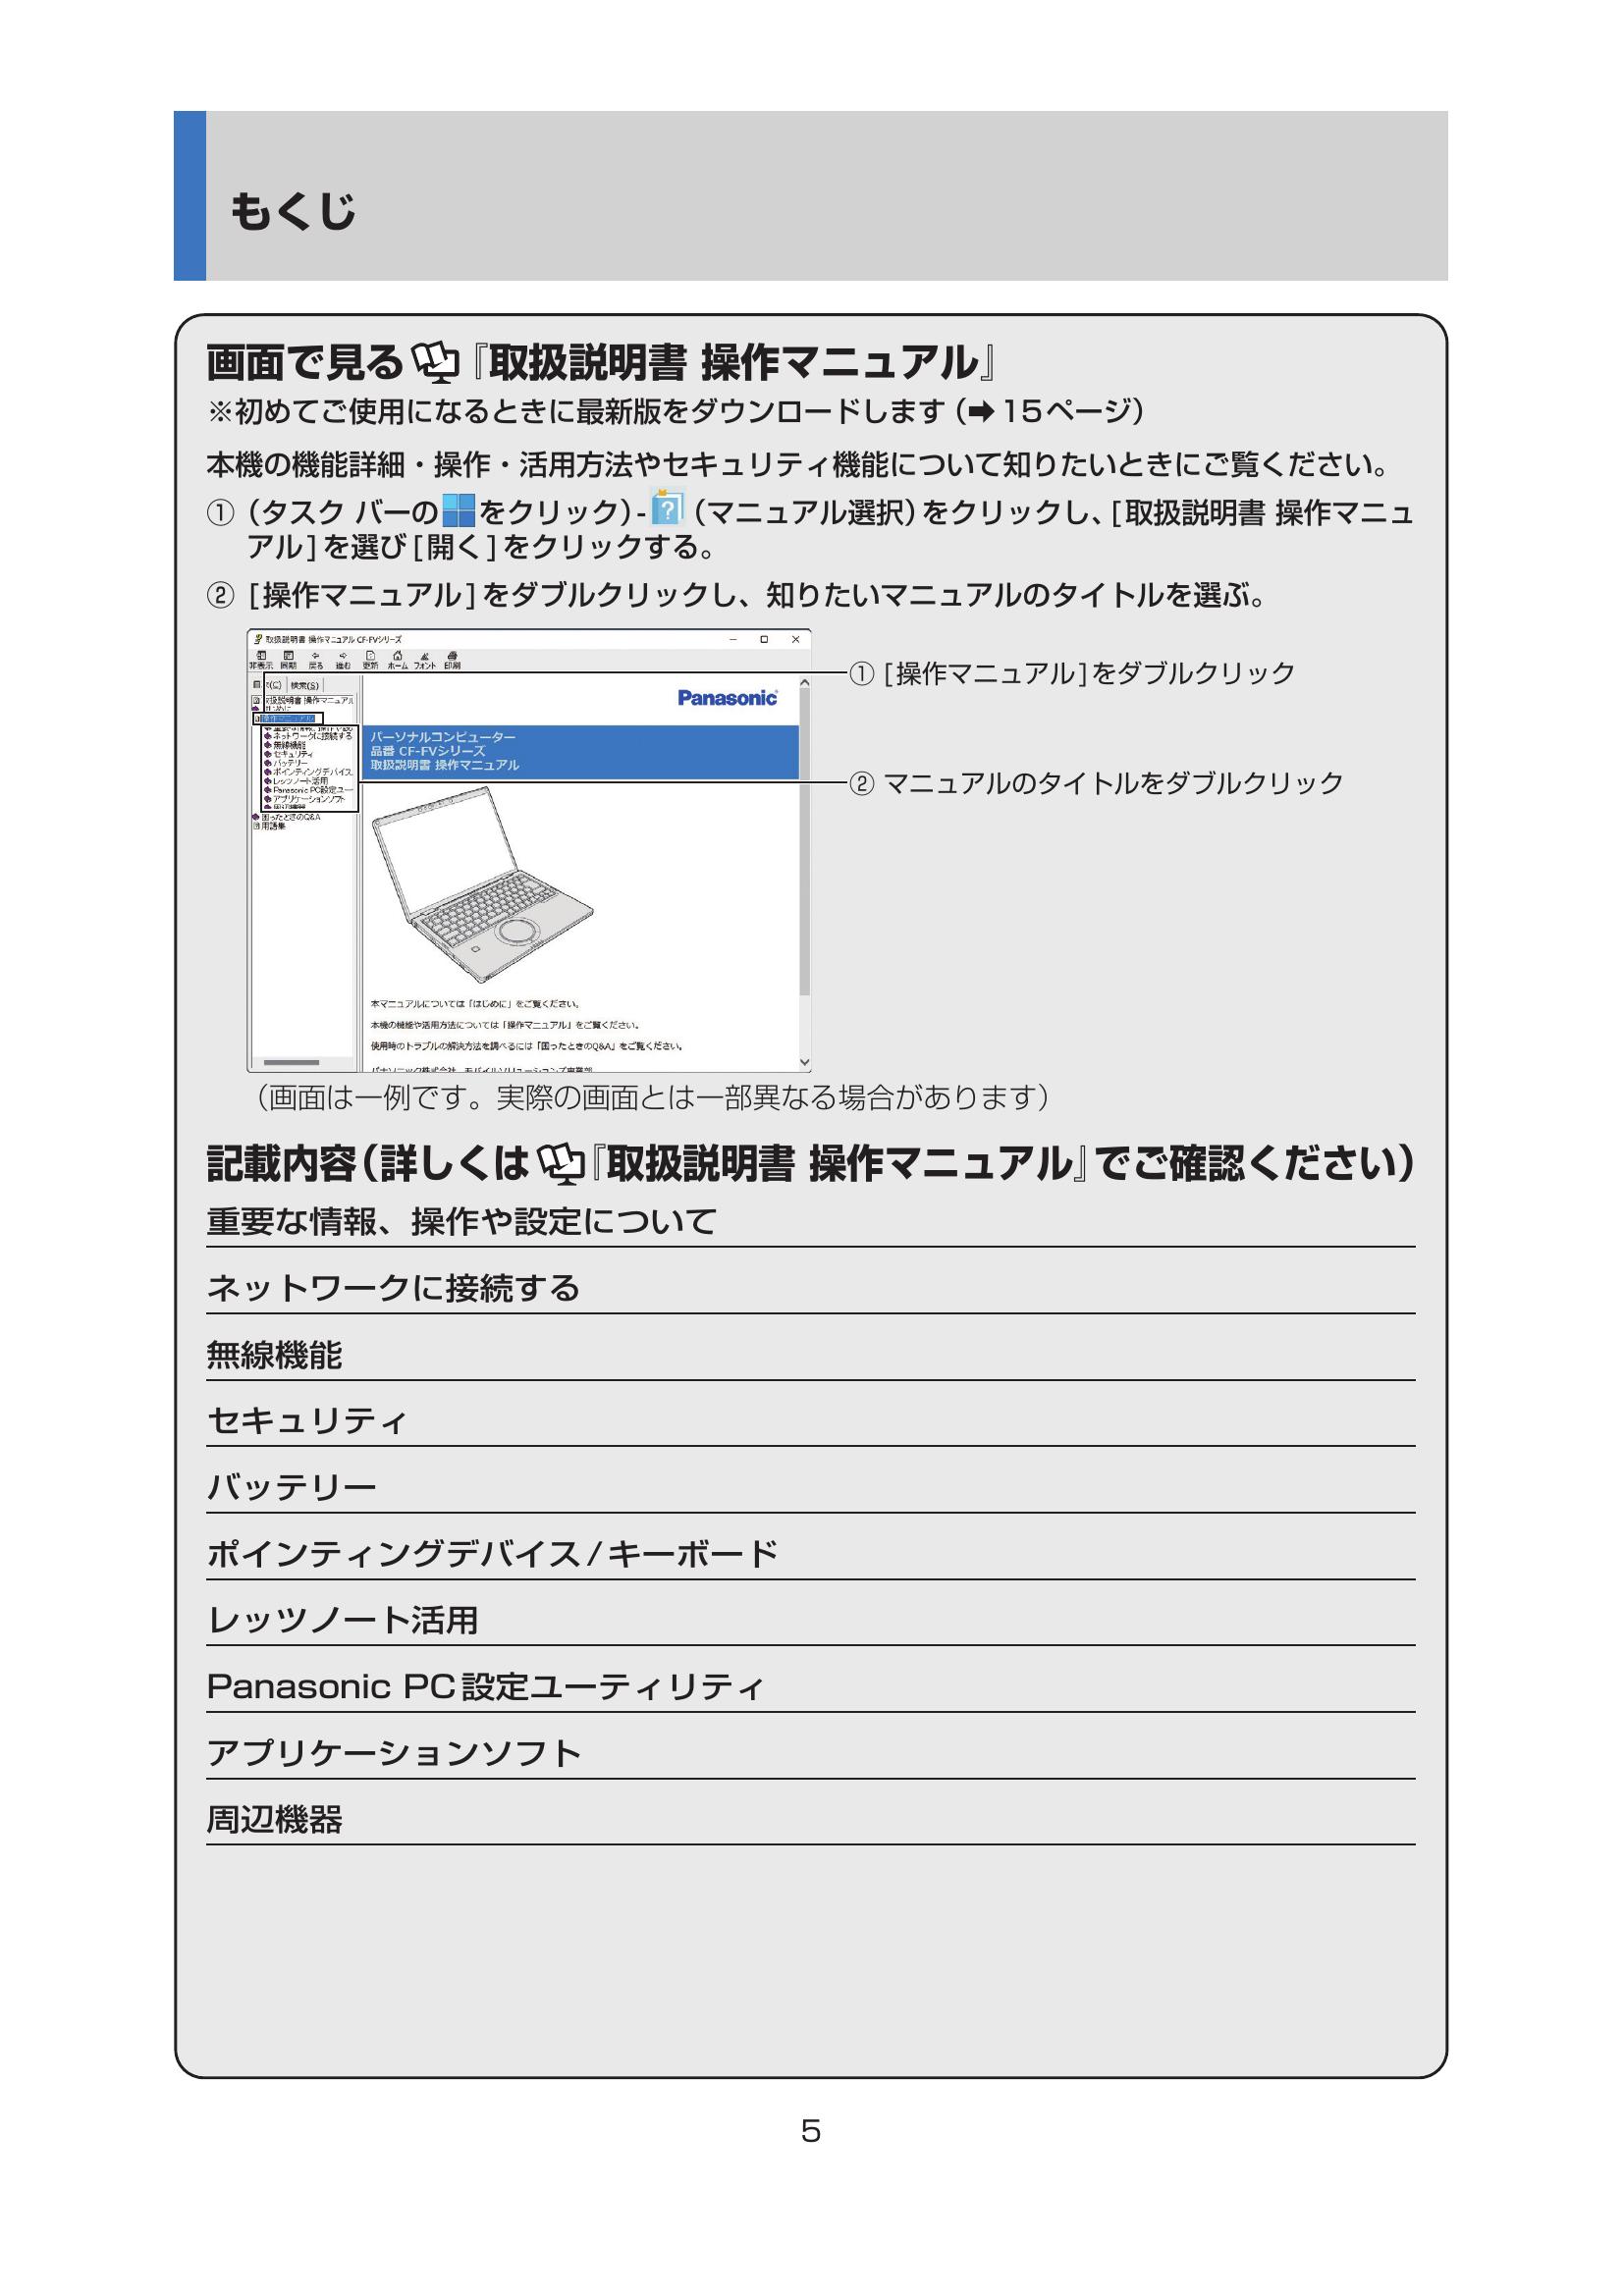 もくじ
画面で見る『取扱説明書 操作マニュアル』
※初めてご使用になるときに最新版をダウンロードします（➡15ページ）
本機の機能詳細・操作・活用方法やセキュリティ機能について知りたいときにご覧ください。
①（タスク バーのをクリック）-（マニュアル選択）をクリックし、[取扱説明書 操作マニュ
アル]を選び[開く]をクリックする。
② [操作マニュアル]をダブルクリックし、知りたいマニュアルのタイトルを選ぶ。
取扱説明書 操作マニュアル CF-FVシリーズ
非表示 同期 戻る 進む 更新 ホーム フォント 印刷
(C) 検索(S)
取扱説明書 操作マニュアル
操作マニュアル
ネットワークに接続する
無線機能
セキュリティ
バッテリー
ポインティングデバイス
レッツノート活用
Panasonic PC設定ユー
アプリケーションソフト
周辺機器
困ったときのQ&A
用語集
Panasonic
パーソナルコンピューター
品番 CF-FVシリーズ
取扱説明書 操作マニュアル
本マニュアルについては「はじめに」をご覧ください。
本機の機能や活用方法については「操作マニュアル」をご覧ください。
使用時のトラブルの解決方法を調べるには「困ったときのQ&A」をご覧ください。
パナソニック株式会社 モバイルソリューションズ事業部
① [操作マニュアル]をダブルクリック
② マニュアルのタイトルをダブルクリック
（画面は一例です。実際の画面とは一部異なる場合があります）
記載内容（詳しくは『取扱説明書 操作マニュアル』でご確認ください）
重要な情報、操作や設定について
ネットワークに接続する
無線機能
セキュリティ
バッテリー
ポインティングデバイス/キーボード
レッツノート活用
Panasonic PC設定ユーティリティ
アプリケーションソフト
周辺機器
5